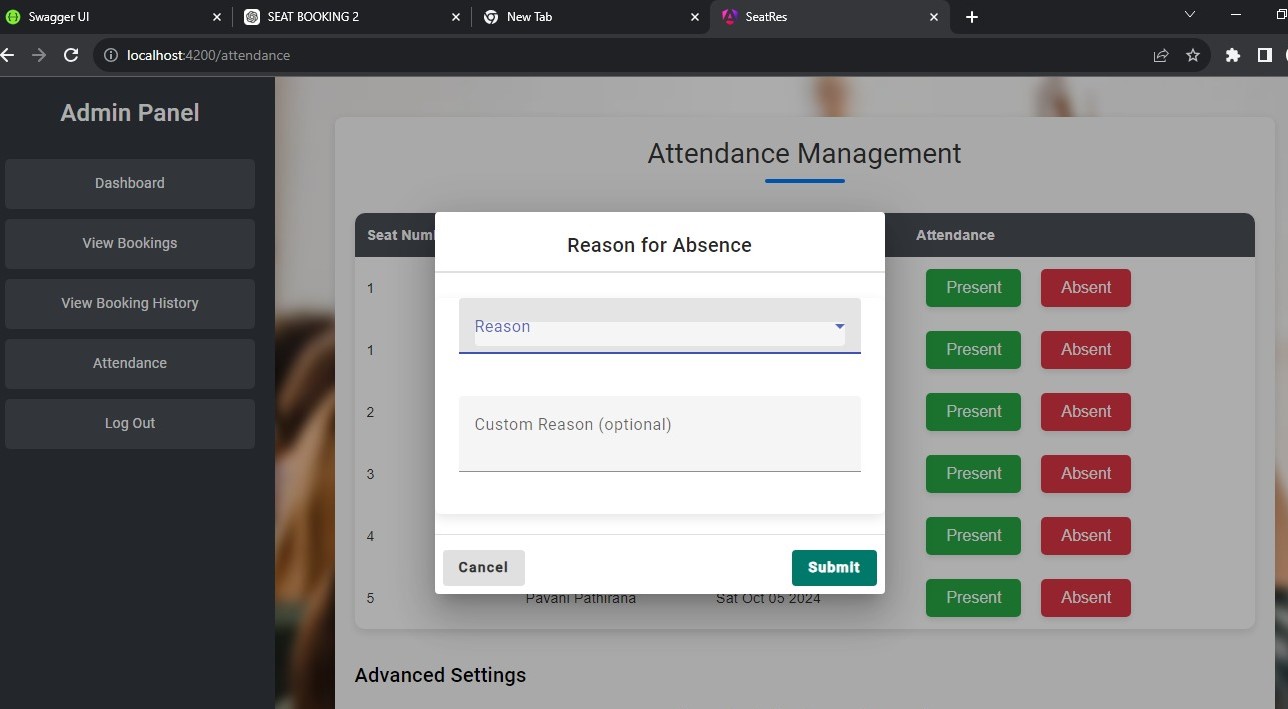 Swagger UI
SEAT BOOKING 2
New Tab
SeatRes
localhost:4200/attendance
Admin Panel
Dashboard
View Bookings
View Booking History
Attendance
Log Out
Attendance Management
Seat Num
Attendance
1 Present Absent
1 Present Absent
2 Present Absent
3 Present Absent
4 Present Absent
5 Pavani Pathirana Sat Oct 05 2024 Present Absent
Reason for Absence
Reason
Custom Reason (optional)
Cancel
Submit
Advanced Settings